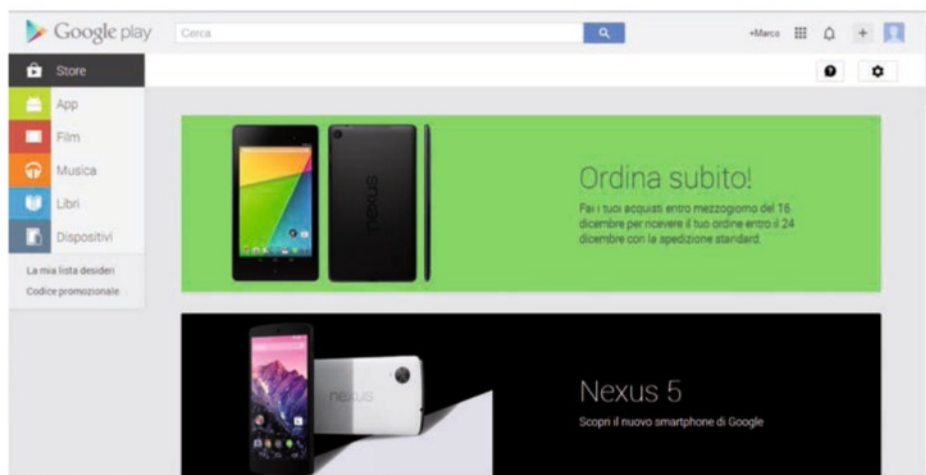 Google play
Cerca
+Marco
Store
App
Film
Musica
Libri
Dispositivi
La mia lista desideri
Codice promozionale
nexus
Ordina subito!
Fai i tuoi acquisti entro mezzogiorno del 16
dicembre per ricevere il tuo ordine entro il 24
dicembre con la spedizione standard.
nexus
Nexus 5
Scopri il nuovo smartphone di Google